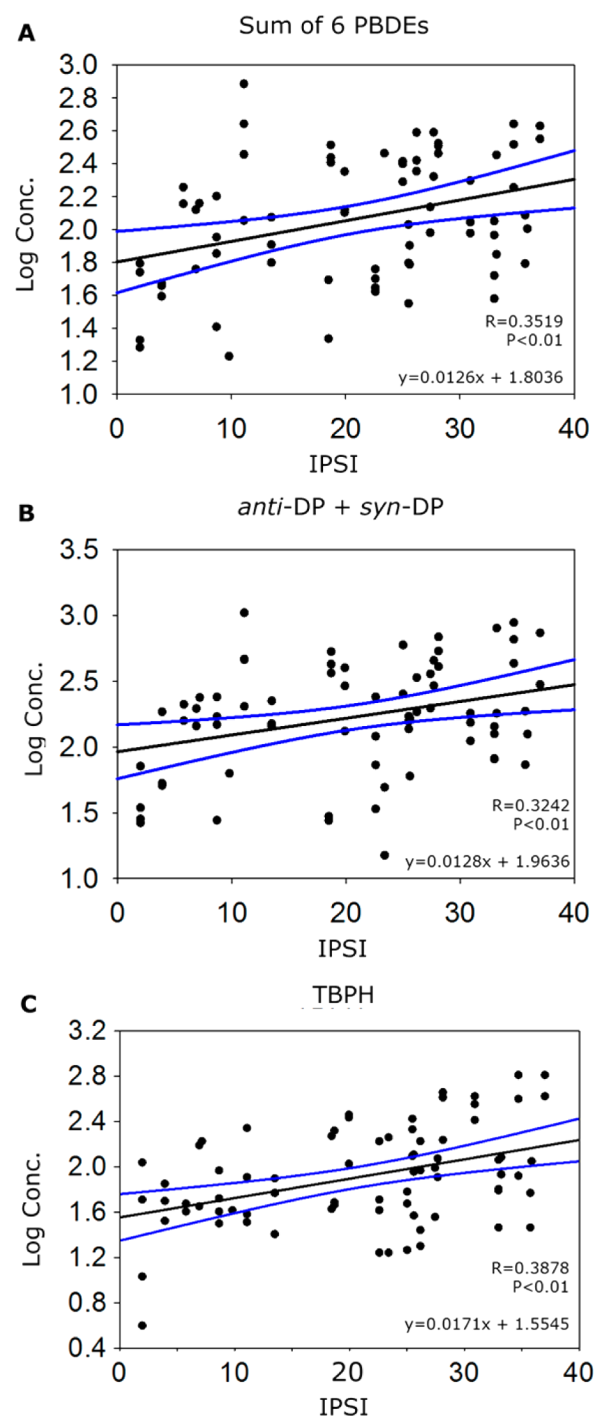 A
Sum of 6 PBDEs
3.0
2.8
2.6
2.4
2.2
2.0
1.8
1.6
1.4
1.2
1.0
Log Conc.
R=0.3519
P<0.01
y=0.0126x + 1.8036
0 10 20 30 40
IPSI
B
anti-DP + syn-DP
3.5
3.0
2.5
2.0
1.5
1.0
Log Conc.
R=0.3242
P<0.01
y=0.0128x + 1.9636
0 10 20 30 40
IPSI
C
TBPH
3.2
2.8
2.4
2.0
1.6
1.2
0.8
0.4
Log Conc.
R=0.3878
P<0.01
y=0.0171x + 1.5545
0 10 20 30 40
IPSI